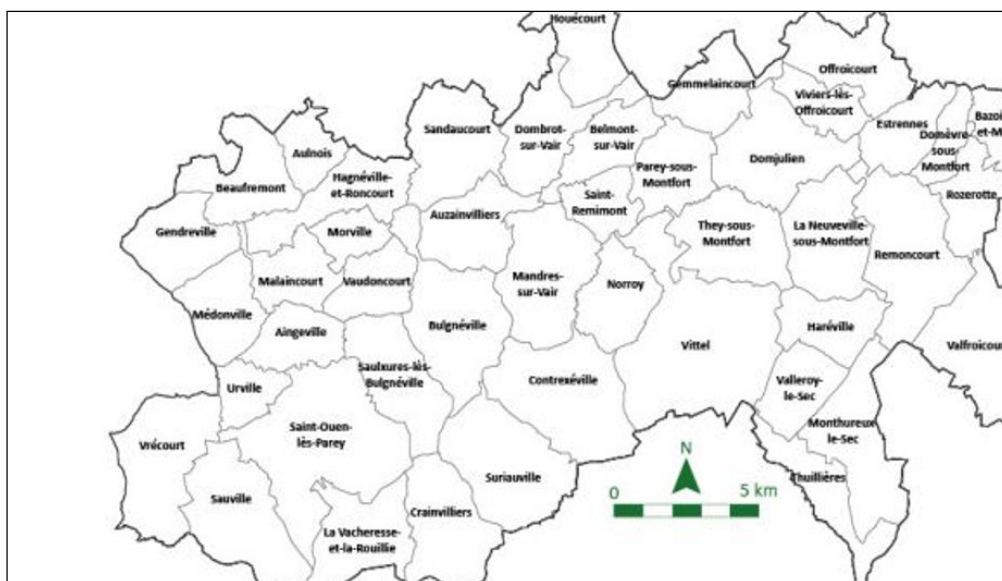 Houécourt
Gemmelaincourt
Offroicourt
Viviers-lès-
Offroicourt
Sandaucourt
Dombrot-
sur-Vair
Belmont-
sur-Vair
Estrennes
Domèvre-
sous-
Montfort
Aulnois
Domjulien
Parey-sous-
Montfort
Hagnéville-
et-Roncourt
Beaufremont
Saint-
Remimont
Rozerotte
Auzainvilliers
They-sous-
Montfort
La Neuveville-
sous-Montfort
Gendreville
Morville
Remoncourt
Malaincourt
Vaudoncourt
Mandres-
sur-Vair
Norroy
Médonville
Aingeville
Bulgnéville
Haréville
Vittel
Saulxures-lès-
Bulgnéville
Contrexéville
Valleroy-
le-Sec
Urville
Saint-Ouen-
lès-Parey
Monthureux
le-Sec
Vrécourt
N
Suriauville
Thuillières
Sauville
0 5 km
Crainvilliers
La Vacheresse-
et-la-Rouillie